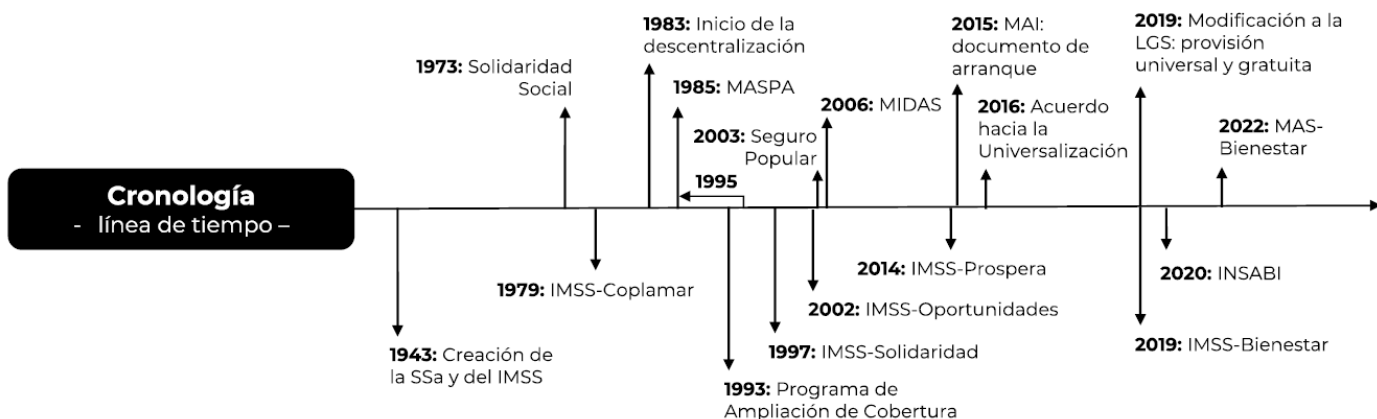 Cronología
- línea de tiempo –
1943: Creación de
la SSa y del IMSS
1973: Solidaridad
Social
1979: IMSS-Coplamar
1983: Inicio de la
descentralización
1985: MASPA
1995
1993: Programa de
Ampliación de Cobertura
1997: IMSS-Solidaridad
2002: IMSS-Oportunidades
2003: Seguro
Popular
2006: MIDAS
2014: IMSS-Prospera
2015: MAI:
documento de
arranque
2016: Acuerdo
hacia la
Universalización
2019: Modificación a la
LGS: provisión
universal y gratuita
2019: IMSS-Bienestar
2020: INSABI
2022: MAS-
Bienestar